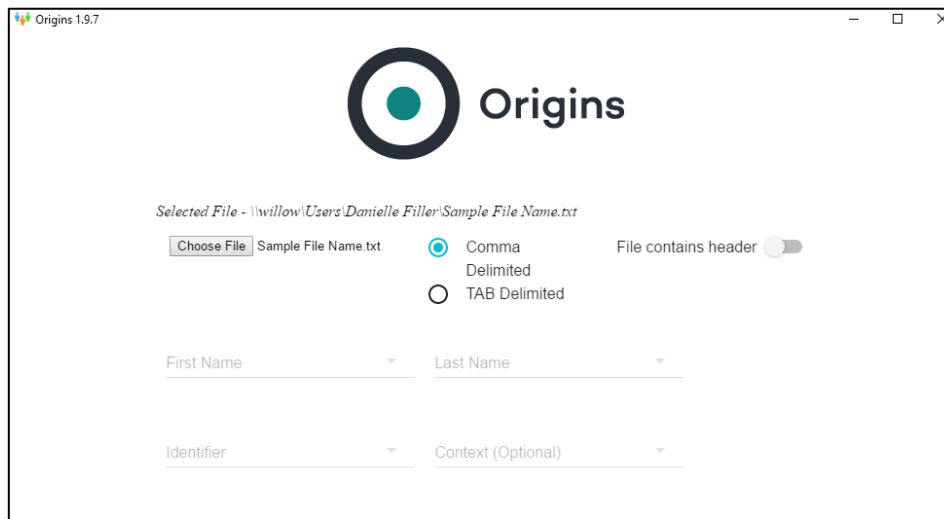 Origins 1.9.7
Origins
Selected File - \\willow\Users\Danielle Filler\Sample File Name.txt
Choose File Sample File Name.txt
Comma Delimited
File contains header
TAB Delimited
First Name
Last Name
Identifier
Context (Optional)